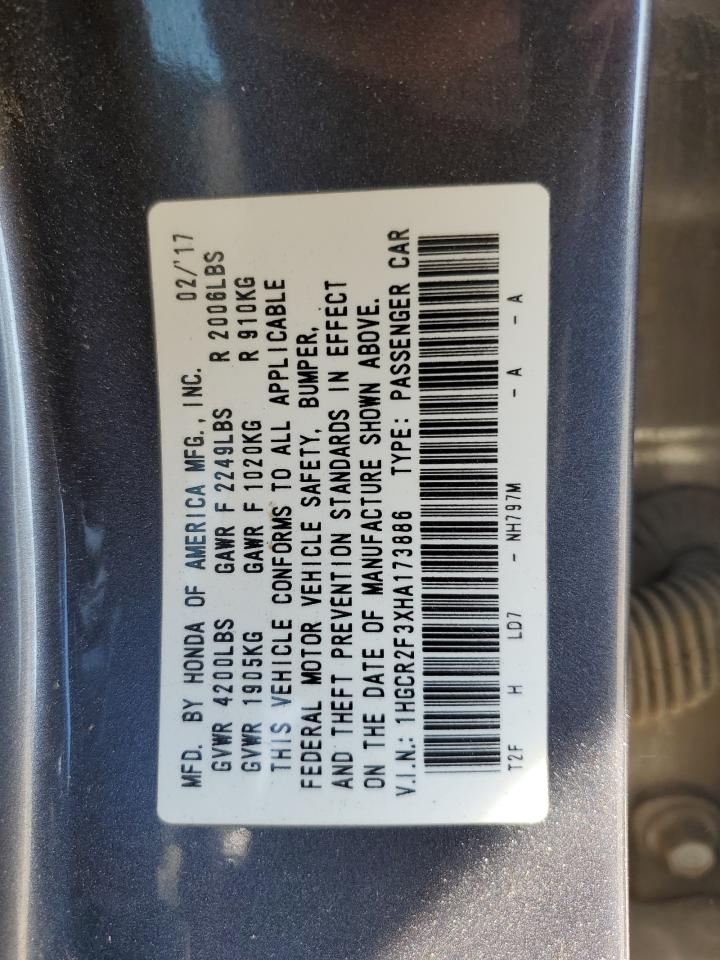 MFD. BY HONDA OF AMERICA MFG., INC. 02/'17
GVWR 4200LBS GAWR F 2249LBS R 2006LBS
GVWR 1905KG GAWR F 1020KG R 910KG
THIS VEHICLE CONFORMS TO ALL APPLICABLE
FEDERAL MOTOR VEHICLE SAFETY, BUMPER,
AND THEFT PREVENTION STANDARDS IN EFFECT
ON THE DATE OF MANUFACTURE SHOWN ABOVE.
V.I.N.: 1HGCR2F3XHA173886 TYPE: PASSENGER CAR
T2F H LD7 - NH797M - A - A